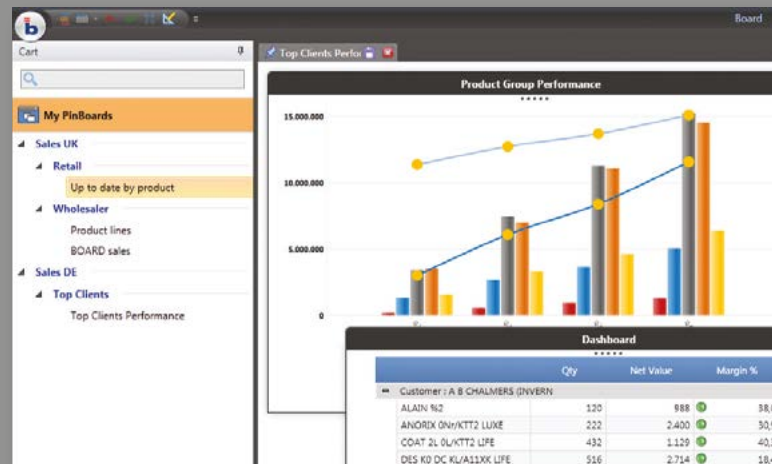 b
Board
Cart
Top Clients Perfor
My PinBoards
Sales UK
Retail
Up to date by product
Wholesaler
Product lines
BOARD sales
Sales DE
Top Clients
Top Clients Performance
Product Group Performance
15.000.000
10.000.000
5.000.000
0
Dashboard
Qty Net Value Margin %
Customer : A B CHALMERS (INVERN
ALAIN %2 120 988 38,
ANORIX 0Nr/KTT2 LUXE 222 2.400 30,
COAT 2L 0L/KTT2 LIFE 432 1.129 40,
DES K0 DC KL/A11XK LIFE 516 2.714 18,